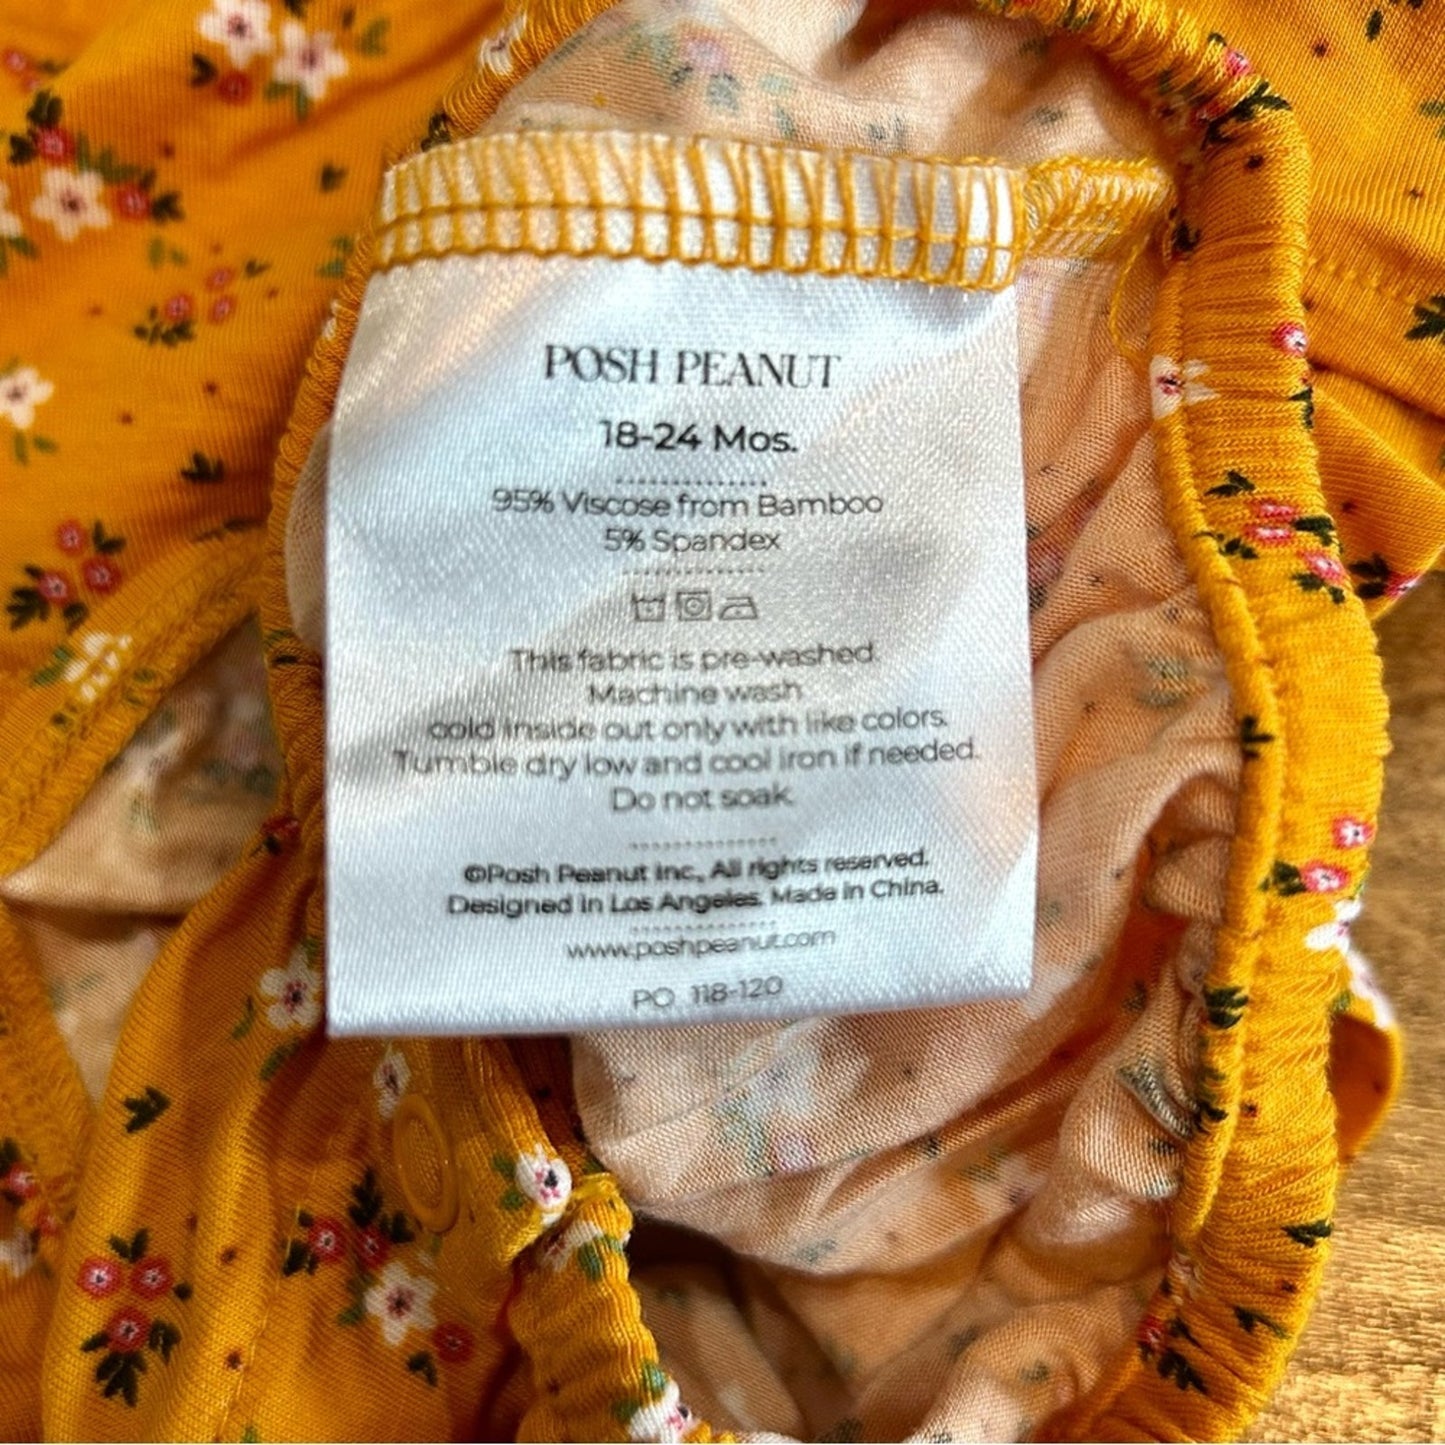 POSH PEANUT
18-24 Mos.
95% Viscose from Bamboo
5% Spandex
This fabric is pre-washed
Machine wash
cold inside out only with like colors.
Tumble dry low and cool iron if needed.
Do not soak.
©Posh Peanut Inc., All rights reserved.
Designed in Los Angeles. Made in China.
www.poshpeanut.com
PO 118-120